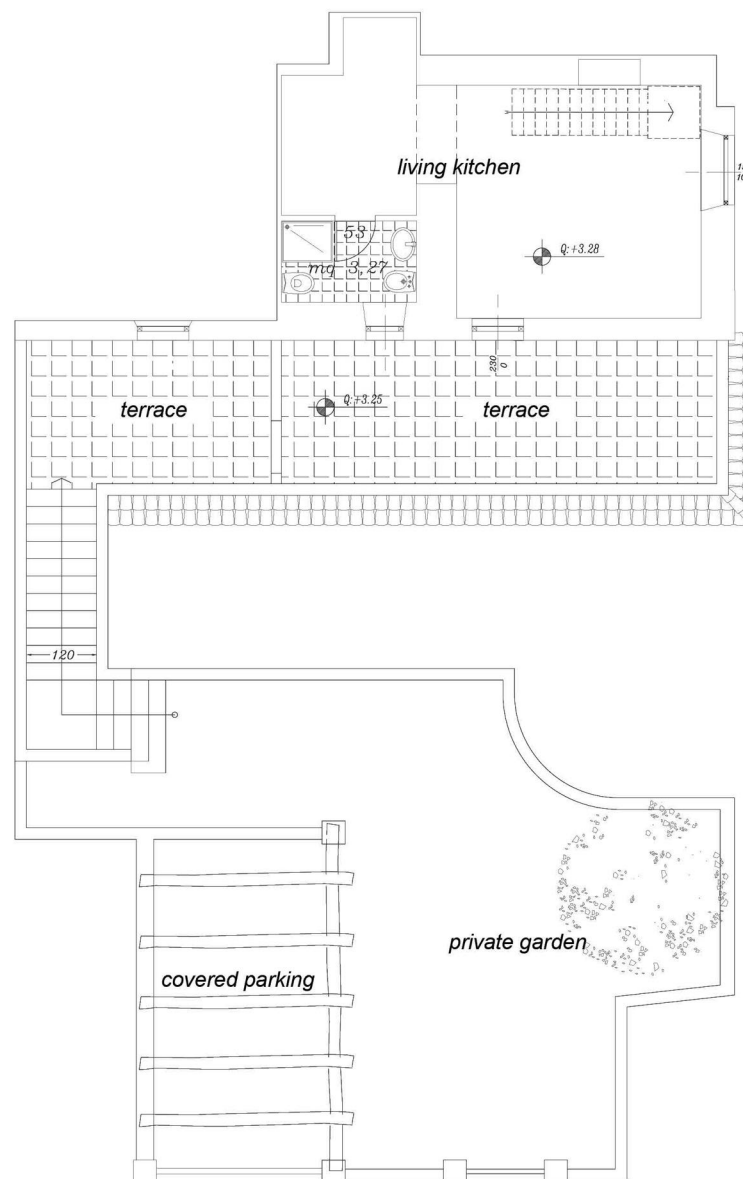 living kitchen
53
mq 3,27
Q:+3.28
230
0
terrace
Q:+3.25
terrace
120
private garden
covered parking